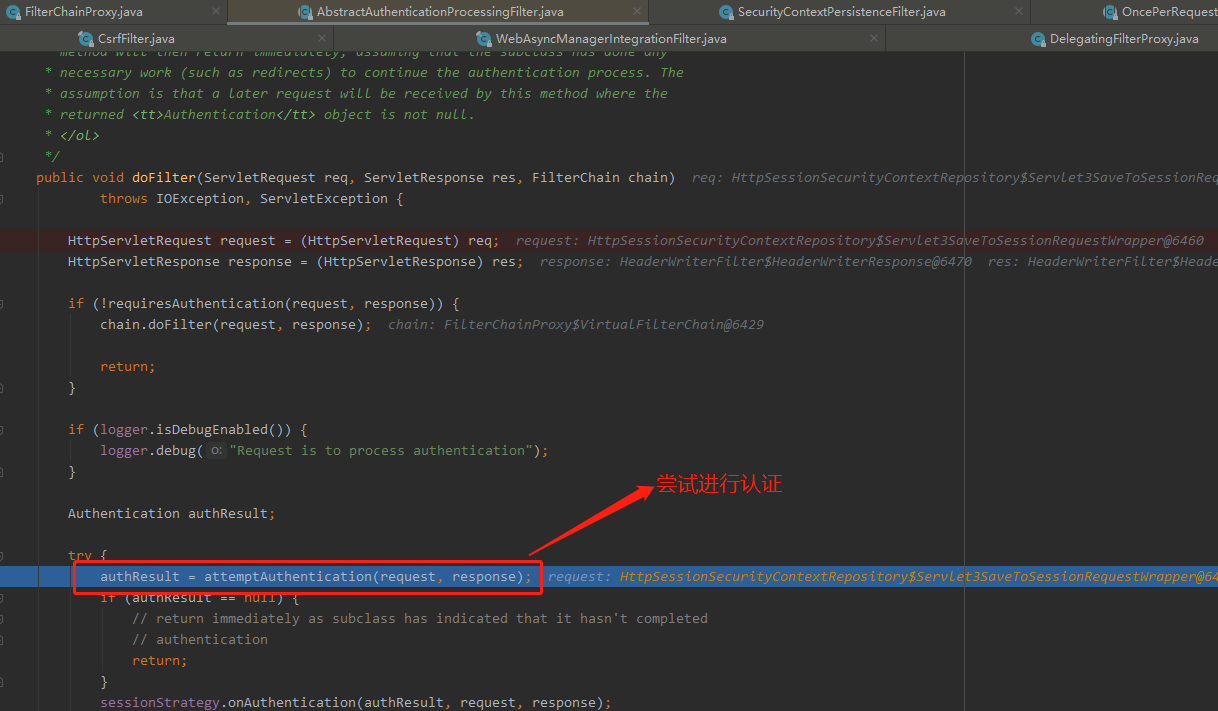 FilterChainProxy.java
AbstractAuthenticationProcessingFilter.java
SecurityContextPersistenceFilter.java
OncePerRequest
CsrfFilter.java
WebAsyncManagerIntegrationFilter.java
DelegatingFilterProxy.java
method will then return immediately, assuming that the subclass has done any
* necessary work (such as redirects) to continue the authentication process. The
* assumption is that a later request will be received by this method where the
* returned <tt>Authentication</tt> object is not null.
* </ol>
*/
public void doFilter(ServletRequest req, ServletResponse res, FilterChain chain) req: HttpSessionSecurityContextRepository$Servlet3SaveToSessionReq
throws IOException, ServletException {
HttpServletRequest request = (HttpServletRequest) req; request: HttpSessionSecurityContextRepository$Servlet3SaveToSessionRequestWrapper@6460
HttpServletResponse response = (HttpServletResponse) res; response: HeaderWriterFilter$HeaderWriterResponse@6470 res: HeaderWriterFilter$Heade
if (!requiresAuthentication(request, response)) {
chain.doFilter(request, response); chain: FilterChainProxy$VirtualFilterChain@6429
return;
}
if (logger.isDebugEnabled()) {
logger.debug( o: "Request is to process authentication");
}
尝试进行认证
Authentication authResult;
try {
authResult = attemptAuthentication(request, response); request: HttpSessionSecurityContextRepository$Servlet3SaveToSessionRequestWrapper@64
if (authResult == null) {
// return immediately as subclass has indicated that it hasn't completed
// authentication
return;
}
sessionStrategy.onAuthentication(authResult, request, response);